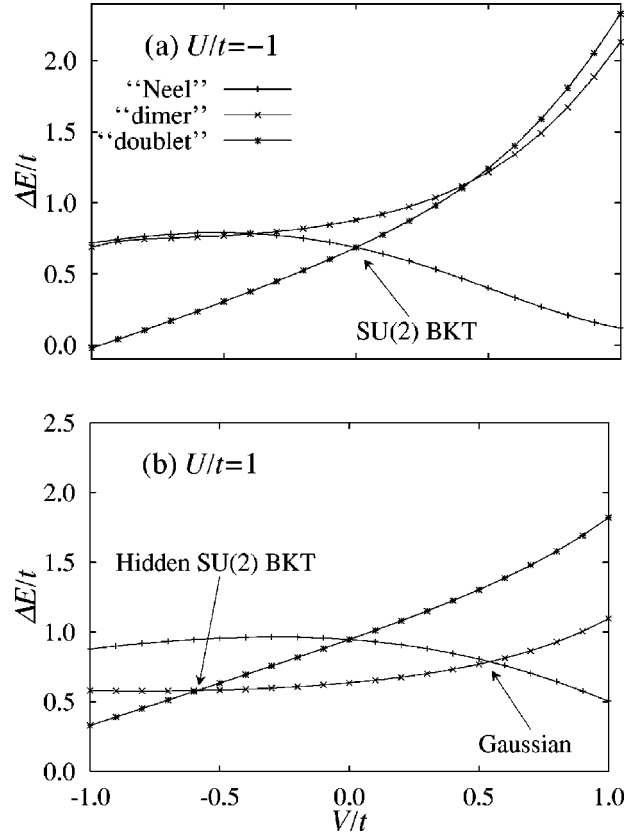 (a) U/t=−1
“Neel”
“dimer”
“doublet”
2.0
1.5
1.0
0.5
0.0
ΔE/t
SU(2) BKT
(b) U/t=1
2.5
2.0
1.5
1.0
0.5
0.0
ΔE/t
Hidden SU(2) BKT
Gaussian
-1.0 -0.5 0.0 0.5 1.0
V/t